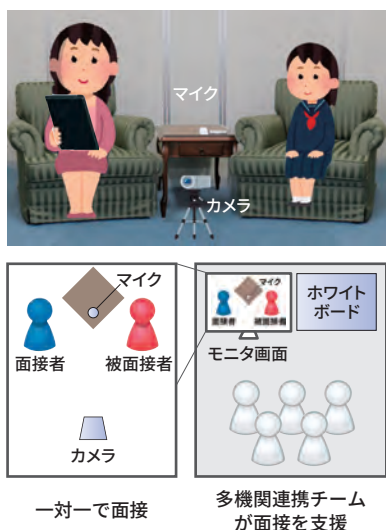 マイク
カメラ
マイク
面接者
被面接者
カメラ
マイク
面接者
被面接者
モニタ画面
ホワイト
ボード
一対一で面接
多機関連携チーム
が面接を支援